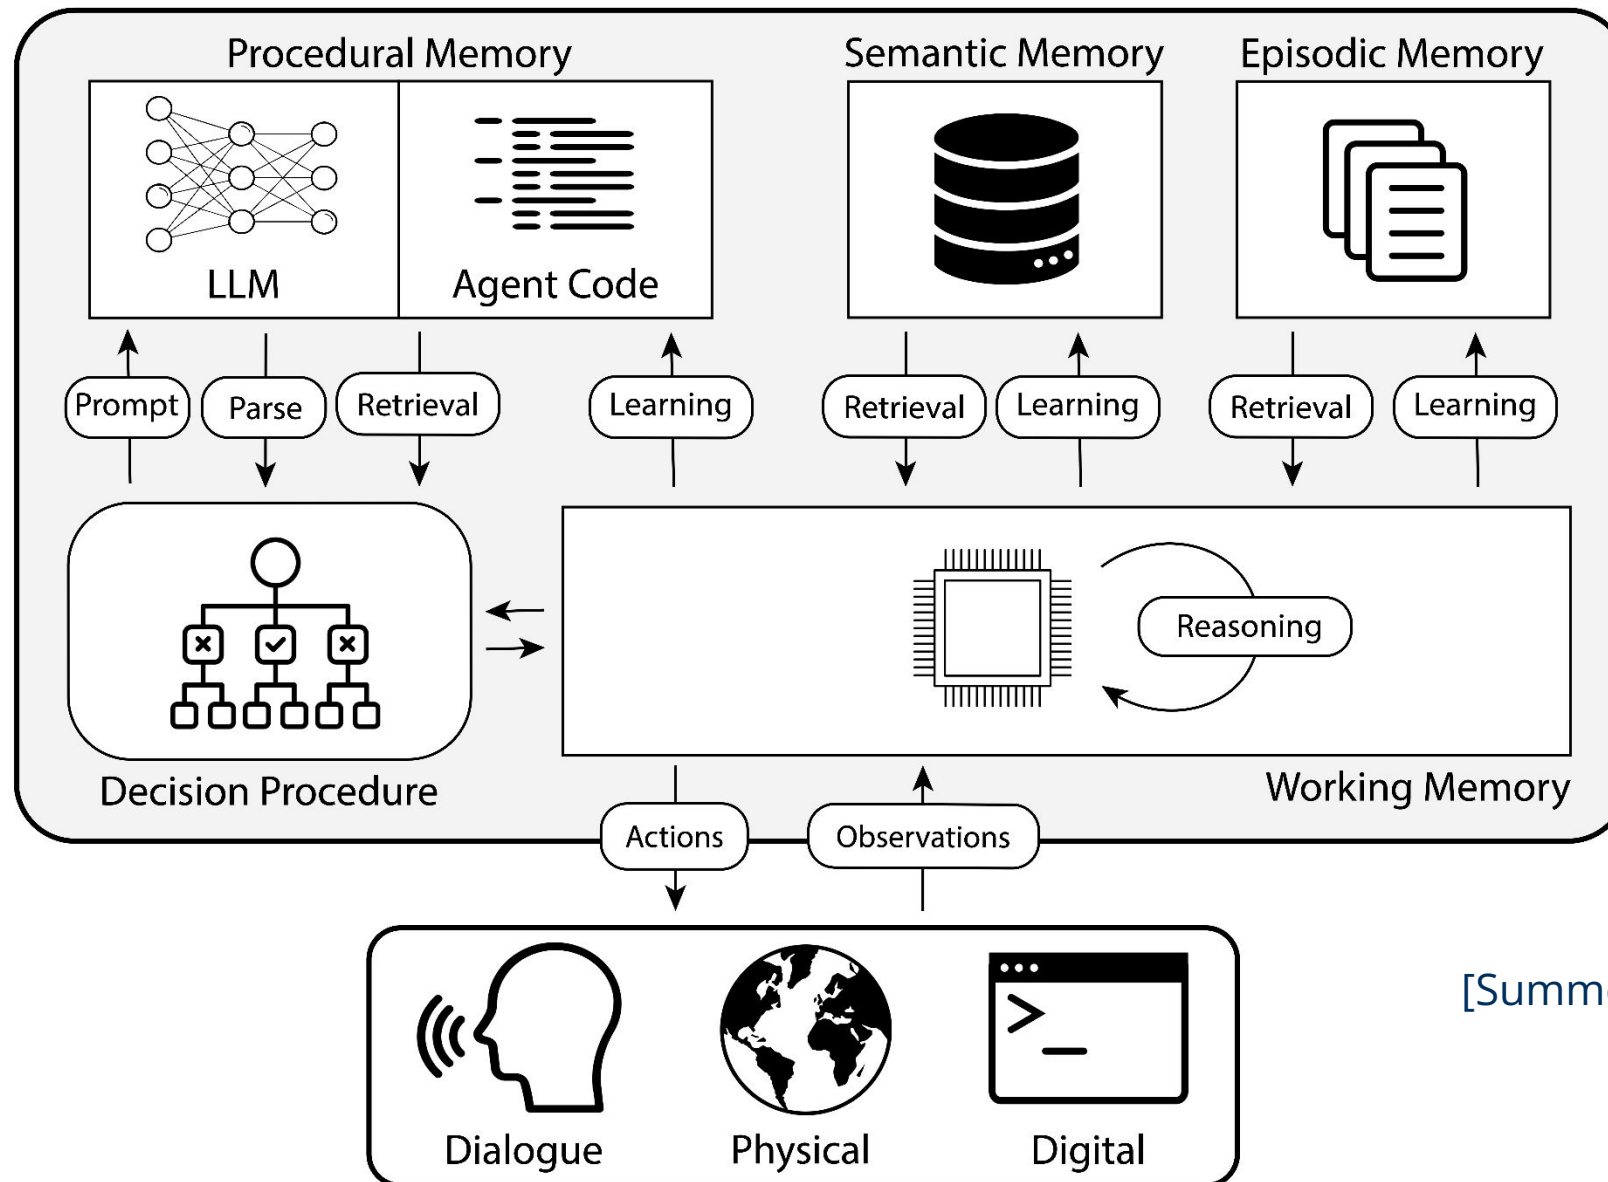 Procedural Memory Semantic Memory Episodic Memory
LLM Agent Code
Prompt Parse Retrieval Learning Retrieval Learning Retrieval Learning
Reasoning
Decision Procedure Working Memory
Actions Observations
[Summe
>_
Dialogue Physical Digital